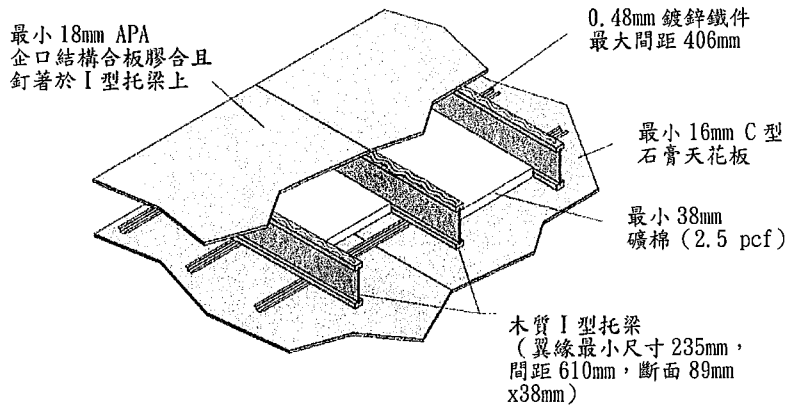 最小 18mm APA
企口結構合板膠合且
釘著於 I 型托梁上
0.48mm 鍍鋅鐵件
最大間距 406mm
最小 16mm C 型
石膏天花板
最小 38mm
礦棉（2.5 pcf）
木質 I 型托梁
（翼緣最小尺寸 235mm，
間距 610mm，斷面 89mm
x38mm）